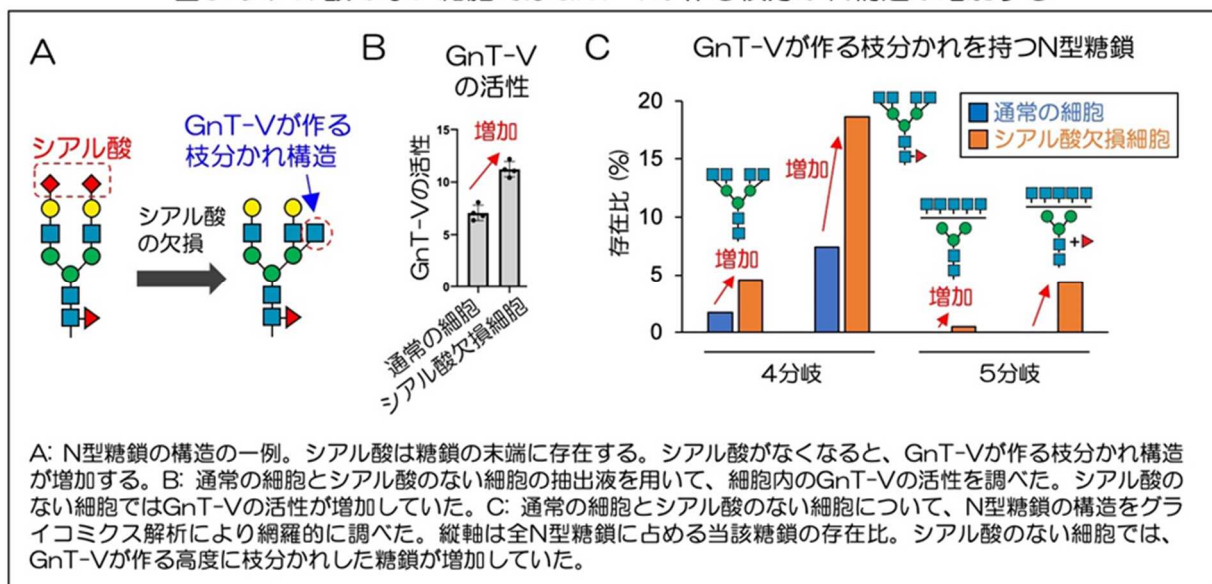 A
シアル酸
GnT-Vが作る
枝分かれ構造
シアル酸
の欠損
B
GnT-V
の活性
増加
GnT-Vの活性
15
10
5
0
通常の細胞
シアル酸欠損細胞
C
GnT-Vが作る枝分かれを持つN型糖鎖
通常の細胞
シアル酸欠損細胞
存在比 (%)
20
15
10
5
0
増加
増加
増加
+
4分岐
5分岐
A: N型糖鎖の構造の一例。シアル酸は糖鎖の末端に存在する。シアル酸がなくなると、GnT-Vが作る枝分かれ構造
が増加する。B: 通常の細胞とシアル酸のない細胞の抽出液を用いて、細胞内のGnT-Vの活性を調べた。シアル酸の
ない細胞ではGnT-Vの活性が増加していた。C: 通常の細胞とシアル酸のない細胞について、N型糖鎖の構造をグラ
イコミクス解析により網羅的に調べた。縦軸は全N型糖鎖に占める当該糖鎖の存在比。シアル酸のない細胞では、
GnT-Vが作る高度に枝分かれした糖鎖が増加していた。